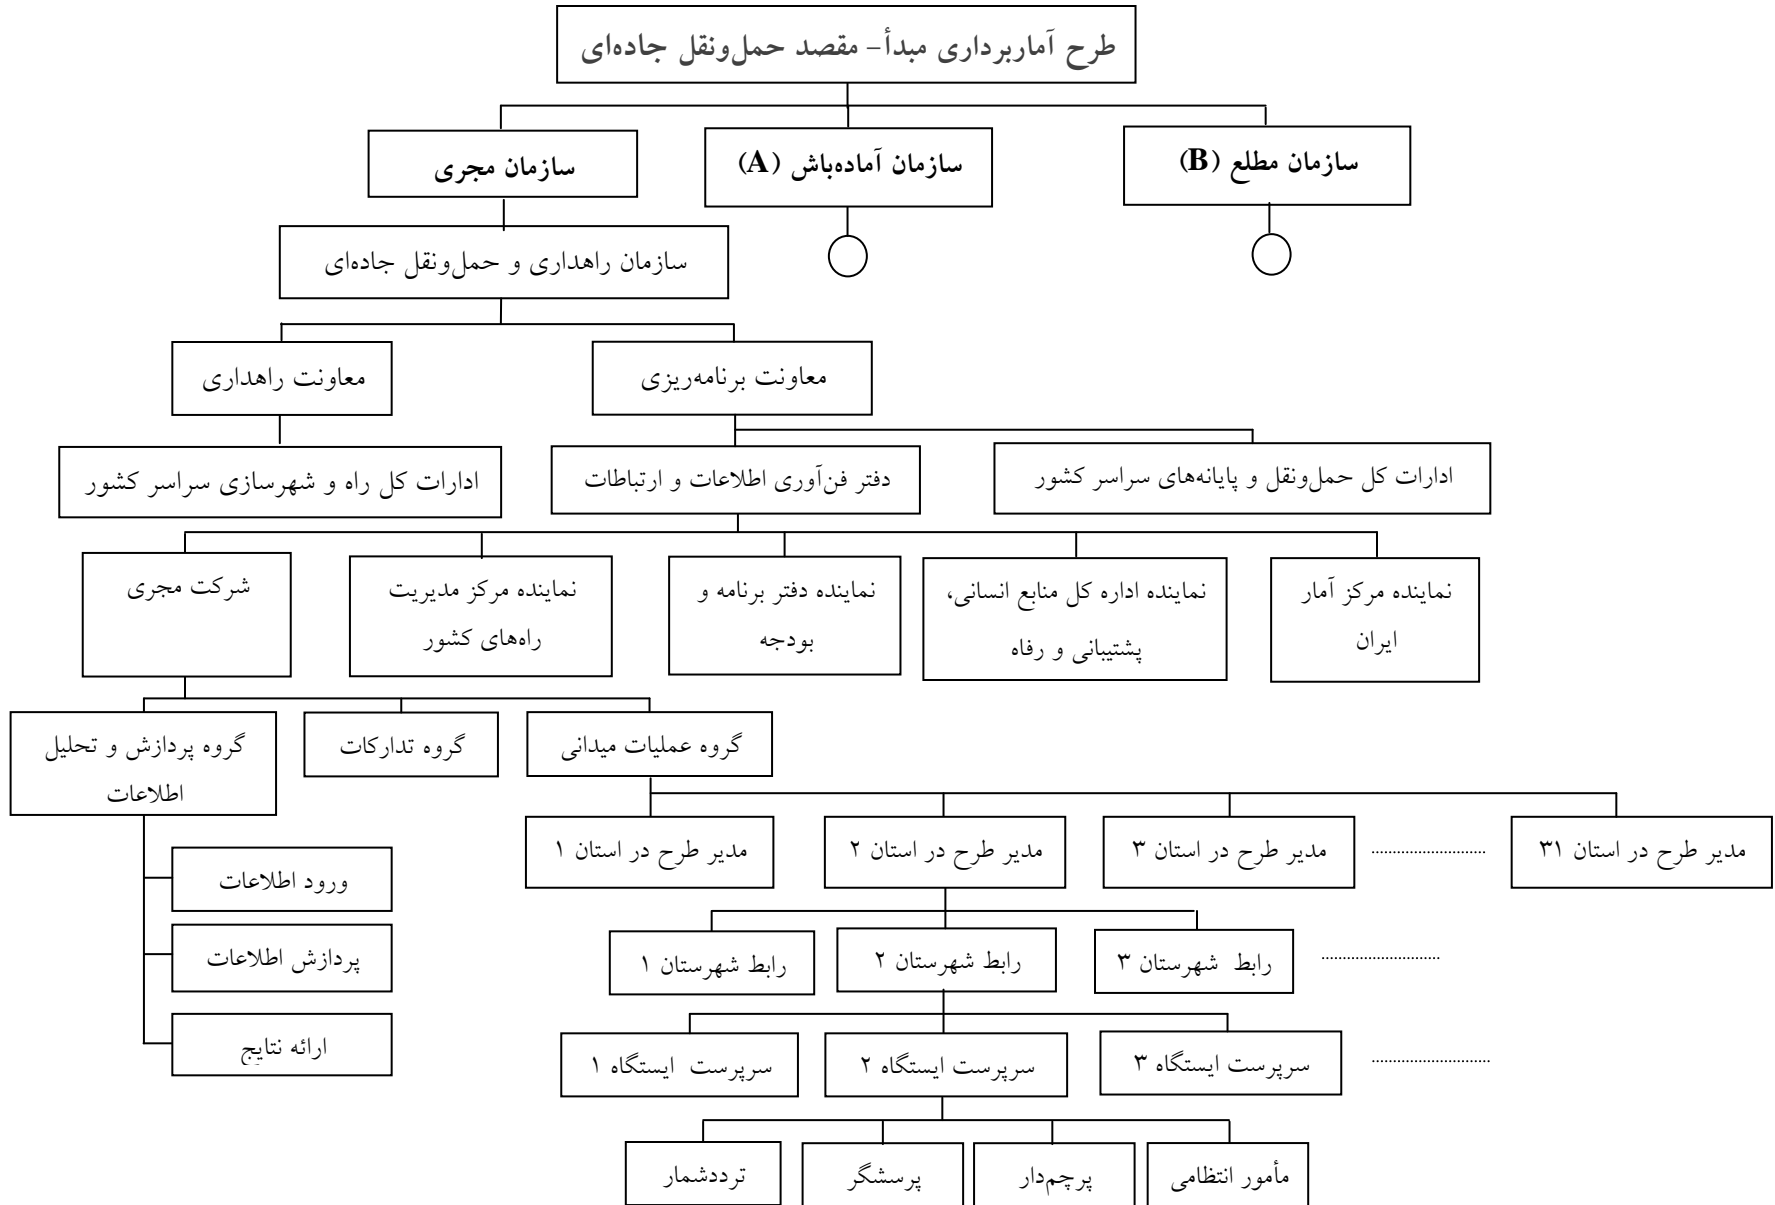 طرح آماربرداری مبدأ- مقصد حمل‌ونقل جاده‌ای
سازمان مطلع (B)
سازمان آماده‌باش (A)
سازمان مجری
سازمان راهداری و حمل‌ونقل جاده‌ای
معاونت برنامه‌ریزی
معاونت راهداری
ادارات کل حمل‌ونقل و پایانه‌های سراسر کشور
دفتر فن‌آوری اطلاعات و ارتباطات
ادارات کل راه و شهرسازی سراسر کشور
نماینده مرکز آمار
ایران
نماینده اداره کل منابع انسانی،
پشتیبانی و رفاه
نماینده دفتر برنامه و
بودجه
نماینده مرکز مدیریت
راه‌های کشور
شرکت مجری
گروه عملیات میدانی
گروه تدارکات
گروه پردازش و تحلیل
اطلاعات
مدیر طرح در استان ۳۱
..........................
مدیر طرح در استان ۳
مدیر طرح در استان ۲
مدیر طرح در استان ۱
ورود اطلاعات
..........................
رابط شهرستان ۳
رابط شهرستان ۲
رابط شهرستان ۱
پردازش اطلاعات
..........................
سرپرست ایستگاه ۳
سرپرست ایستگاه ۲
سرپرست ایستگاه ۱
ارائه نتایج
مأمور انتظامی
پرچم‌دار
پرسشگر
ترددشمار